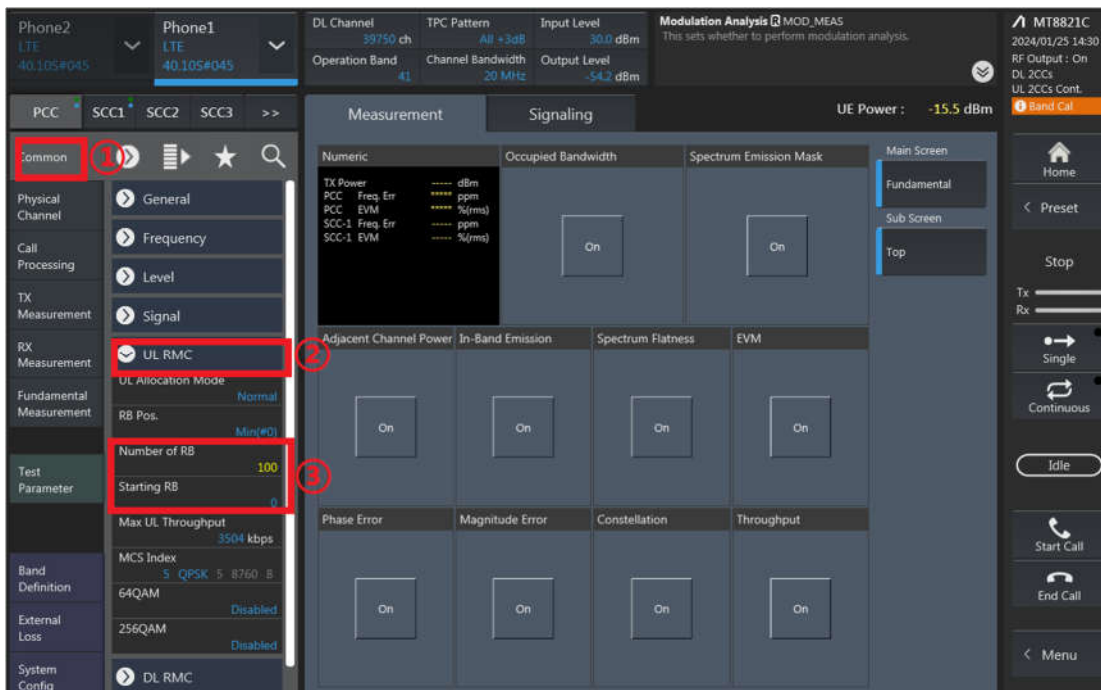 Phone2
LTE
40.10S#045
Phone1
LTE
40.10S#045
DL Channel
39750 ch
TPC Pattern
All +3dB
Input Level
30.0 dBm
Operation Band
41
Channel Bandwidth
20 MHz
Output Level
-54.2 dBm
Modulation Analysis R MOD_MEAS
This sets whether to perform modulation analysis.
MT8821C
2024/01/25 14:30
RF Output : On
DL 2CCs
UL 2CCs Cont.
Band Cal
PCC SCC1 SCC2 SCC3 >>
Measurement Signaling
UE Power : -15.5 dBm
Common
①
Physical
Channel
Call
Processing
TX
Measurement
RX
Measurement
Fundamental
Measurement
Test
Parameter
Band
Definition
External
Loss
System
Config
General
Frequency
Level
Signal
UL RMC
②
UL Allocation Mode
Normal
RB Pos.
Min(#0)
Number of RB
100
③
Starting RB
0
Max UL Throughput
3504 kbps
MCS Index
5 QPSK 5 8760 B
64QAM
Disabled
256QAM
Disabled
DL RMC
Numeric
TX Power ----- dBm
PCC Freq. Err ***** ppm
PCC EVM ***** %(rms)
SCC-1 Freq. Err ----- ppm
SCC-1 EVM ----- %(rms)
Occupied Bandwidth
On
Spectrum Emission Mask
On
Adjacent Channel Power
On
In-Band Emission
On
Spectrum Flatness
On
EVM
On
Phase Error
On
Magnitude Error
On
Constellation
On
Throughput
On
Main Screen
Fundamental
Sub Screen
Top
Home
< Preset
Stop
Tx
Rx
Single
Continuous
Idle
Start Call
End Call
< Menu